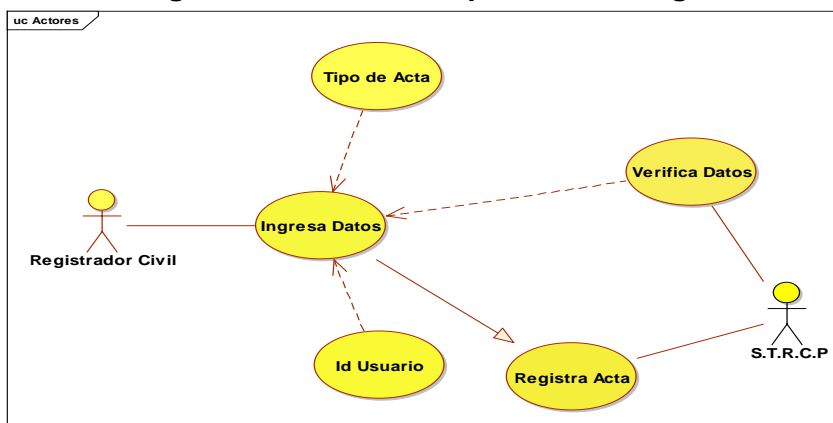 uc Actores
Tipo de Acta
Verifica Datos
Ingresa Datos
Registrador Civil
Id Usuario
Registra Acta
S.T.R.C.P